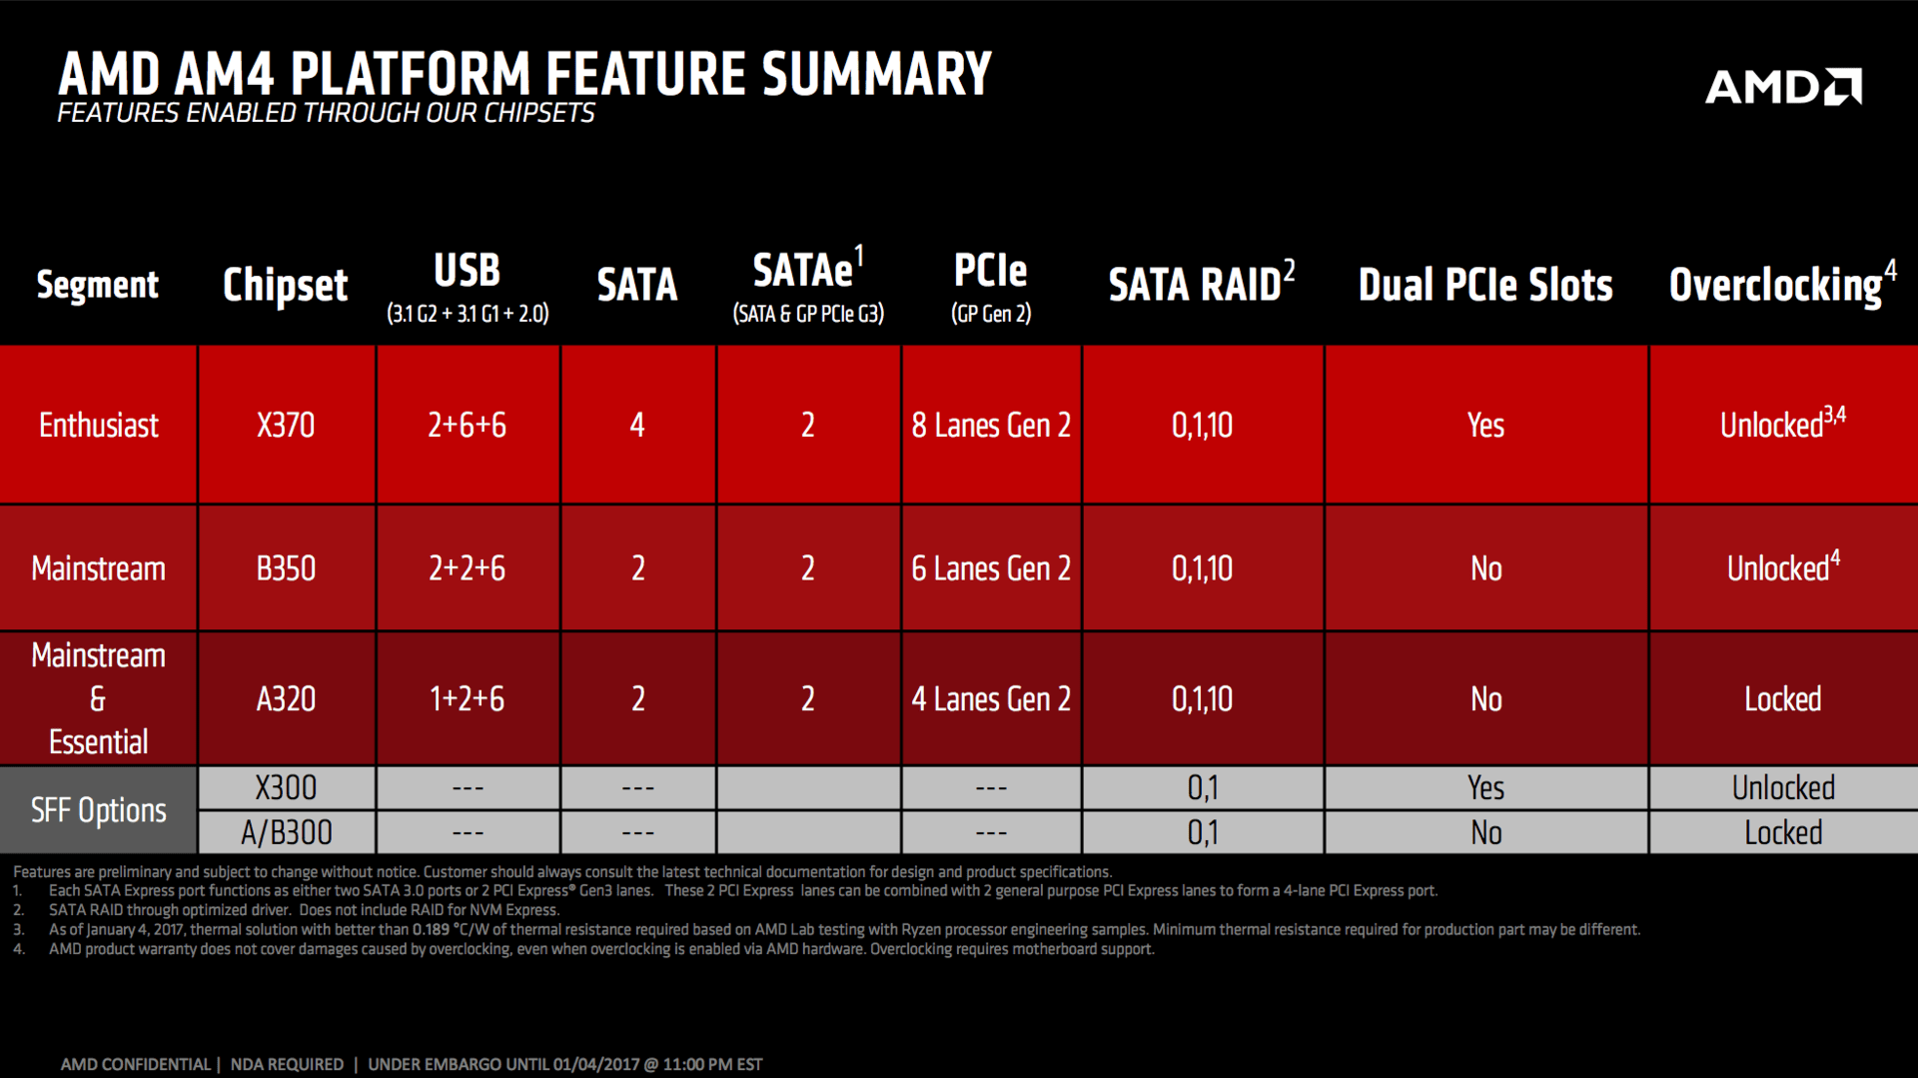 AMD AM4 PLATFORM FEATURE SUMMARY
FEATURES ENABLED THROUGH OUR CHIPSETS
AMD
Segment Chipset USB (3.1 G2 + 3.1 G1 + 2.0) SATA SATAe¹ (SATA & GP PCIe G3) PCIe (GP Gen 2) SATA RAID² Dual PCIe Slots Overclocking⁴
Enthusiast X370 2+6+6 4 2 8 Lanes Gen 2 0,1,10 Yes Unlocked³,⁴
Mainstream B350 2+2+6 2 2 6 Lanes Gen 2 0,1,10 No Unlocked⁴
Mainstream & Essential A320 1+2+6 2 2 4 Lanes Gen 2 0,1,10 No Locked
SFF Options X300 --- --- --- 0,1 Yes Unlocked
A/B300 --- --- --- 0,1 No Locked
Features are preliminary and subject to change without notice. Customer should always consult the latest technical documentation for design and product specifications.
1. Each SATA Express port functions as either two SATA 3.0 ports or 2 PCI Express® Gen3 lanes. These 2 PCI Express lanes can be combined with 2 general purpose PCI Express lanes to form a 4-lane PCI Express port.
2. SATA RAID through optimized driver. Does not include RAID for NVM Express.
3. As of January 4, 2017, thermal solution with better than 0.189 °C/W of thermal resistance required based on AMD Lab testing with Ryzen processor engineering samples. Minimum thermal resistance required for production part may be different.
4. AMD product warranty does not cover damages caused by overclocking, even when overclocking is enabled via AMD hardware. Overclocking requires motherboard support.
AMD CONFIDENTIAL | NDA REQUIRED | UNDER EMBARGO UNTIL 01/04/2017 @ 11:00 PM EST